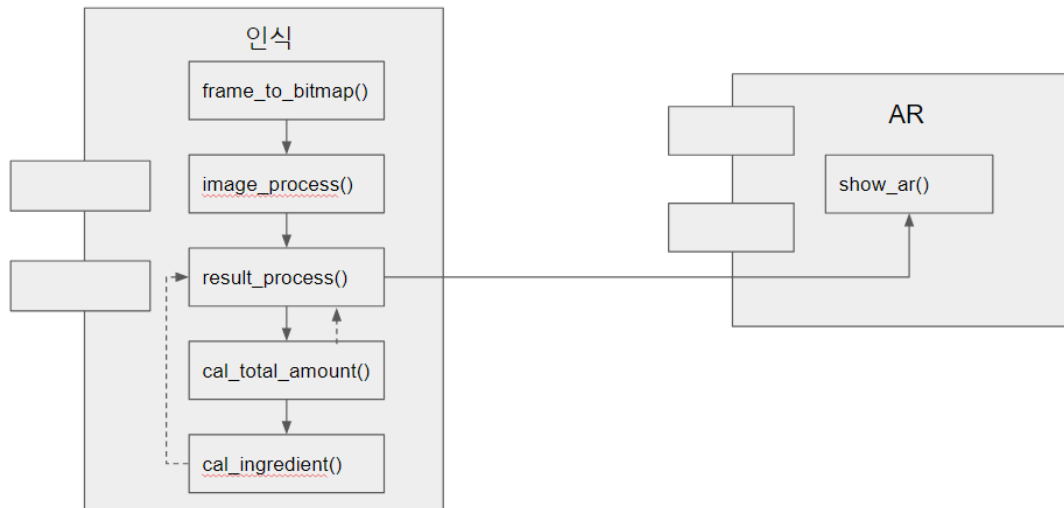 인식
frame_to_bitmap()
image_process()
result_process()
cal_total_amount()
cal_ingredient()
AR
show_ar()